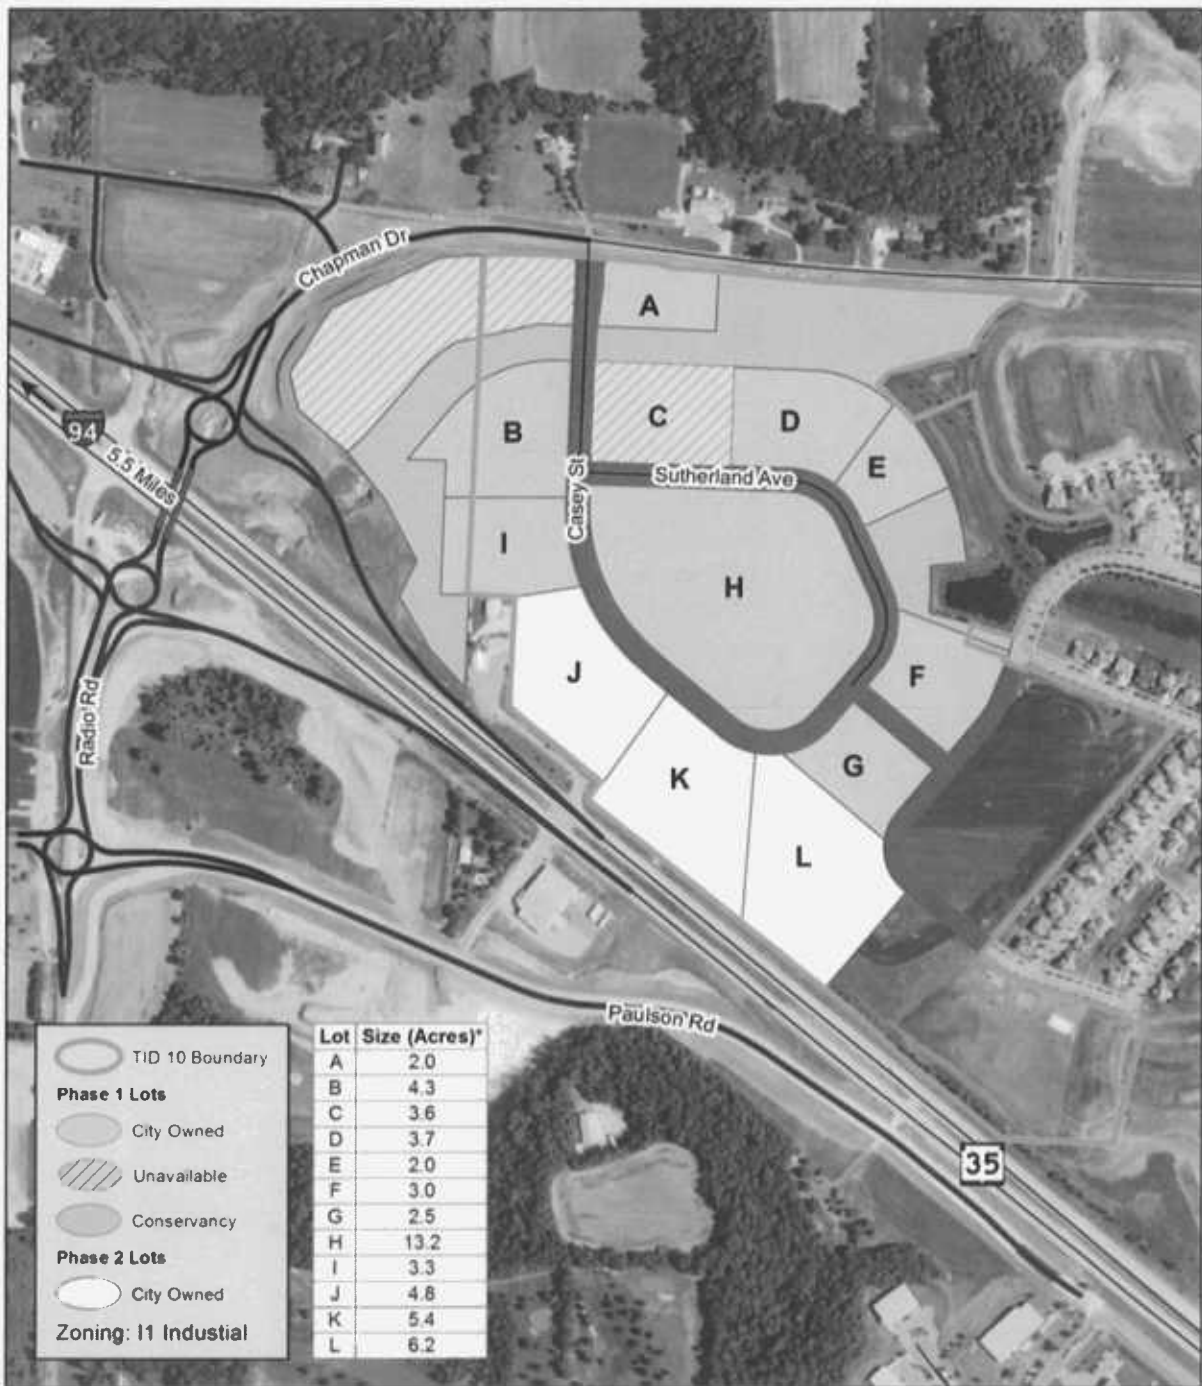 Chapman Dr
A
94
5.5 Miles
B
C
D
E
Casey St
Sutherland Ave
I
H
J
F
Radio Rd
K
G
L
Paulson Rd
35
TID 10 Boundary
Phase 1 Lots
City Owned
Unavailable
Conservancy
Phase 2 Lots
City Owned
Zoning: I1 Industial
Lot Size (Acres)*
A 2.0
B 4.3
C 3.6
D 3.7
E 2.0
F 3.0
G 2.5
H 13.2
I 3.3
J 4.8
K 5.4
L 6.2